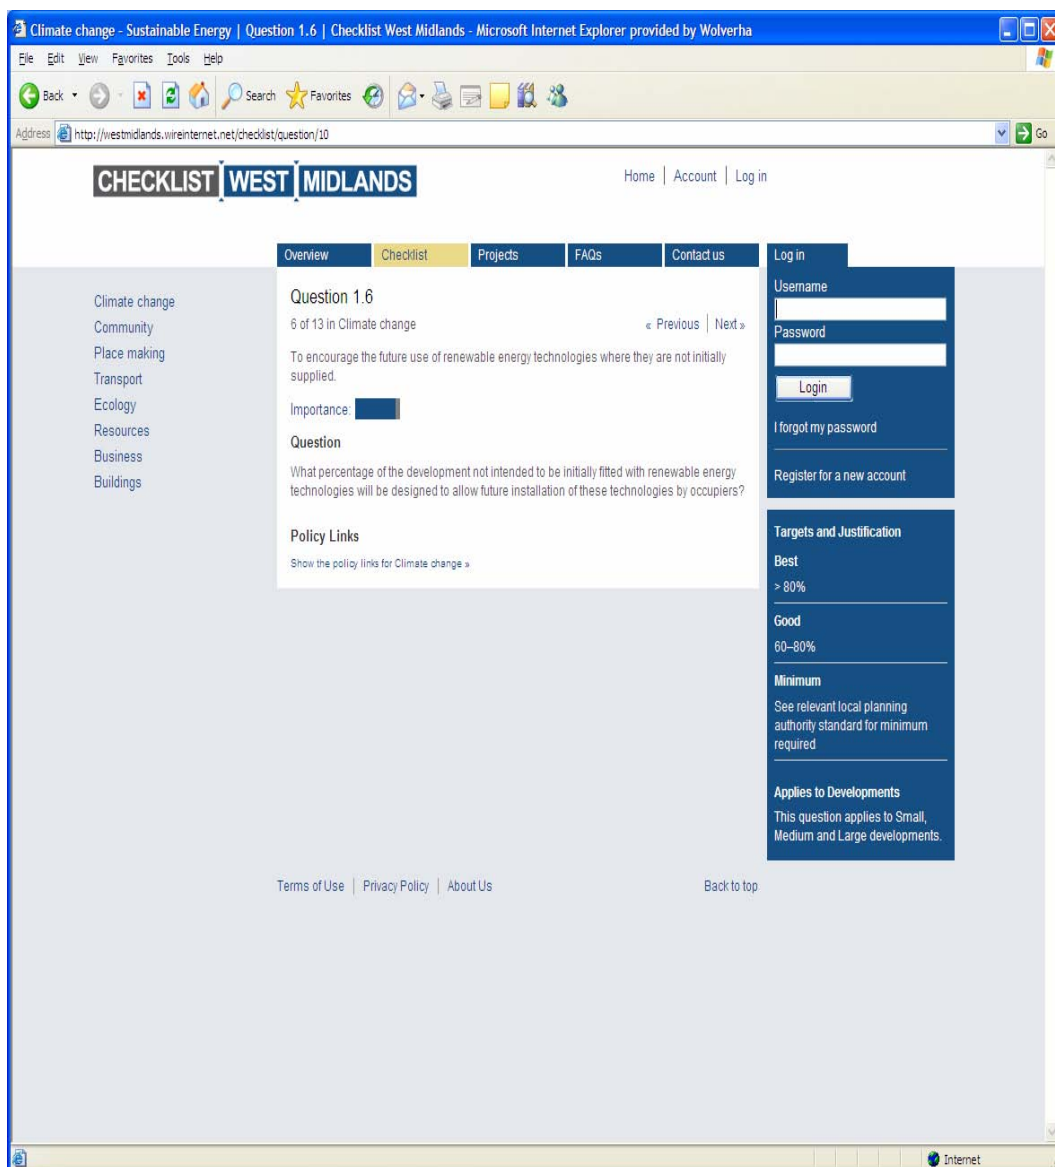 Climate change - Sustainable Energy | Question 1.6 | Checklist West Midlands - Microsoft Internet Explorer provided by Wolverha
File Edit View Favorites Tools Help
Back Search Favorites
Address http://westmidlands.wireinternet.net/checklist/question/10 Go
CHECKLIST WEST MIDLANDS
Home | Account | Log in
Overview Checklist Projects FAQs Contact us Log in
Climate change
Community
Place making
Transport
Ecology
Resources
Business
Buildings
Question 1.6
6 of 13 in Climate change « Previous | Next »
To encourage the future use of renewable energy technologies where they are not initially
supplied.
Importance:
Question
What percentage of the development not intended to be initially fitted with renewable energy
technologies will be designed to allow future installation of these technologies by occupiers?
Policy Links
Show the policy links for Climate change »
Username
Password
Login
I forgot my password
Register for a new account
Targets and Justification
Best
> 80%
Good
60–80%
Minimum
See relevant local planning
authority standard for minimum
required
Applies to Developments
This question applies to Small,
Medium and Large developments.
Terms of Use | Privacy Policy | About Us Back to top
Internet